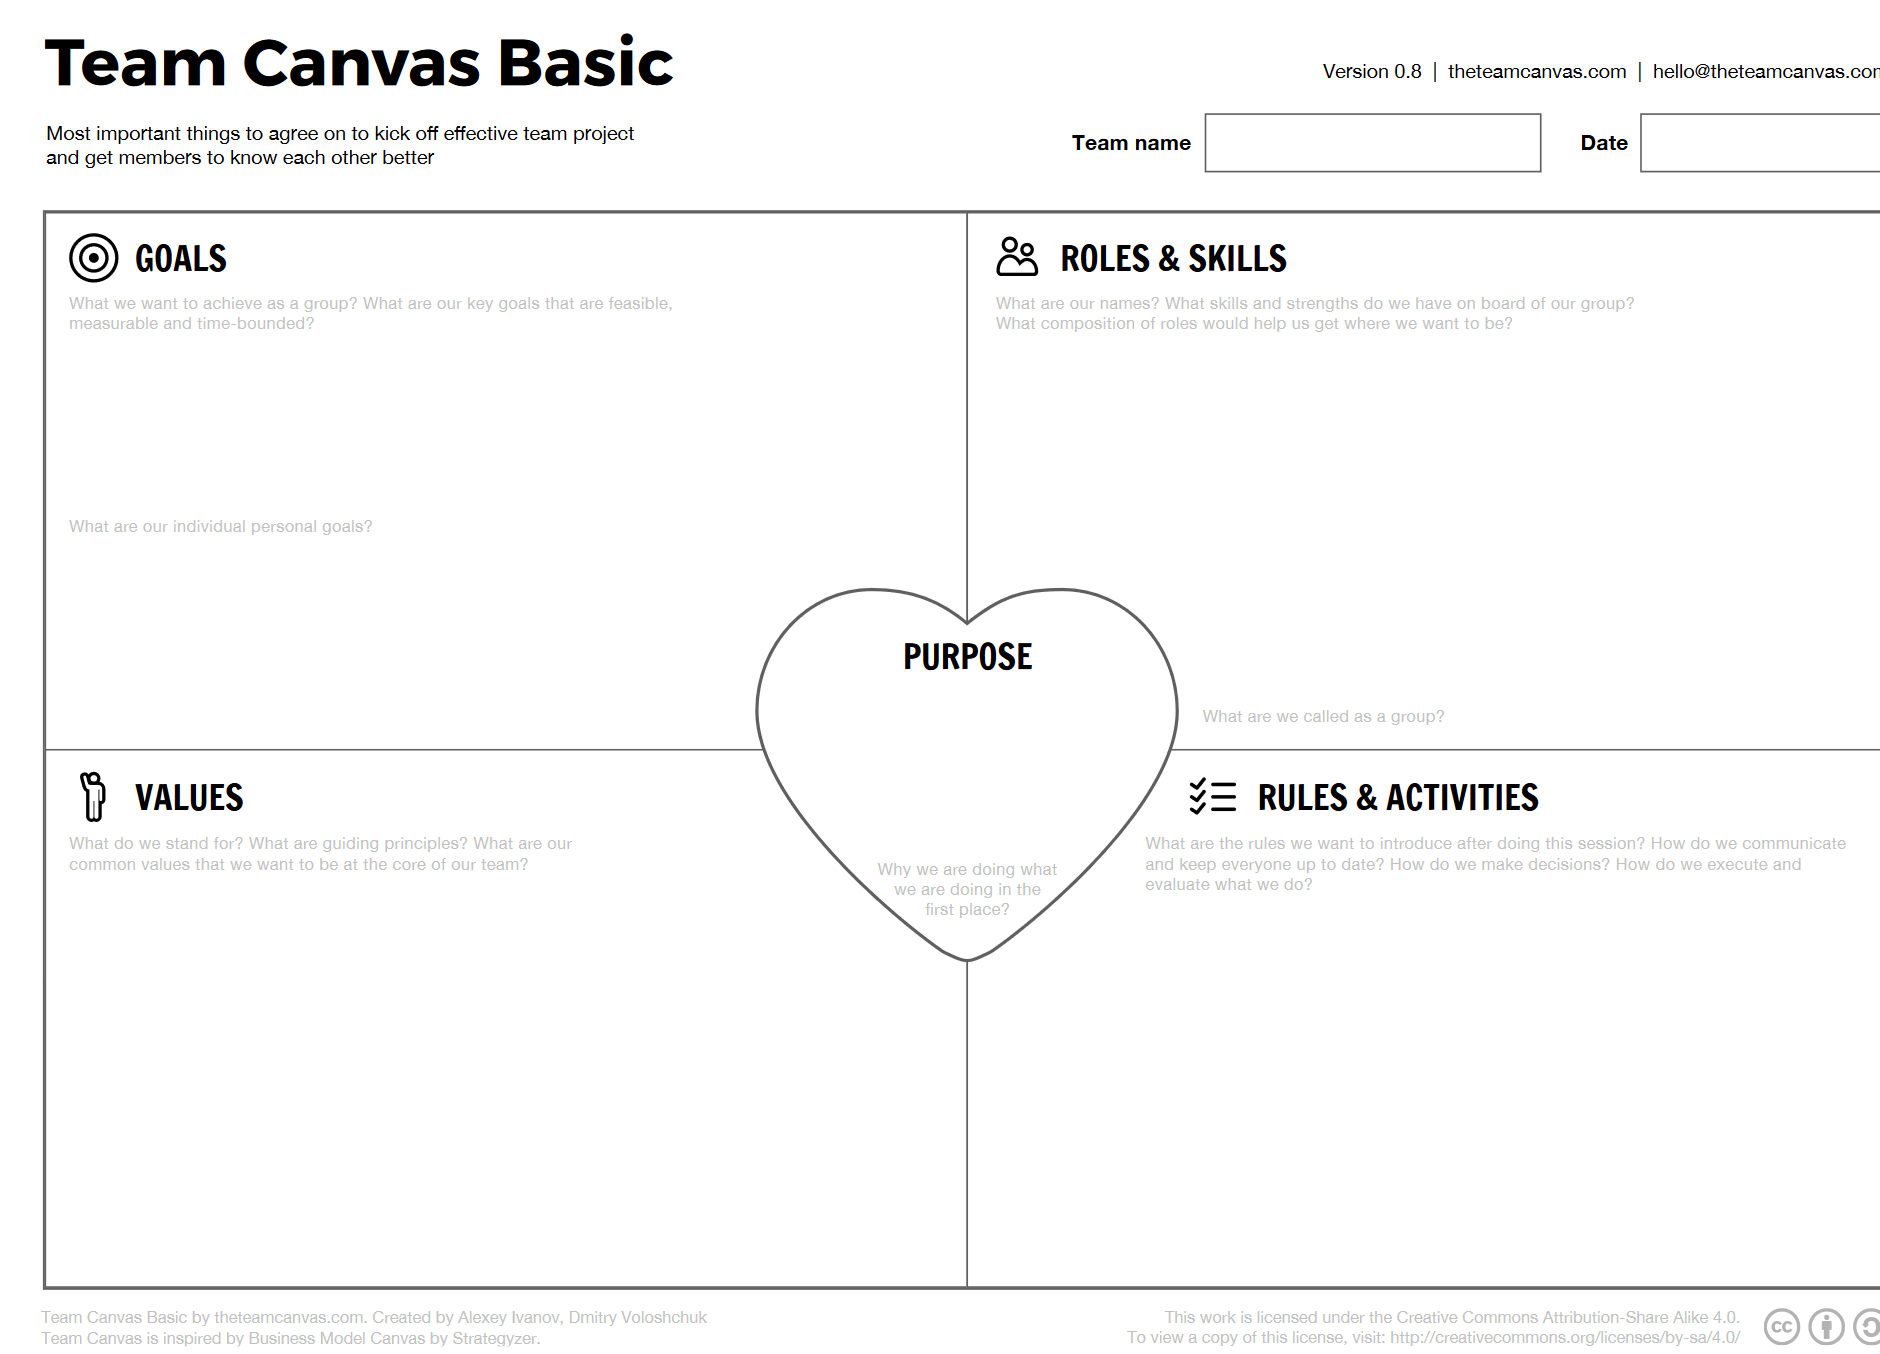 Team Canvas Basic
Version 0.8 | theteamcanvas.com | hello@theteamcanvas.com
Most important things to agree on to kick off effective team project
and get members to know each other better
Team name
Date
GOALS
What we want to achieve as a group? What are our key goals that are feasible,
measurable and time-bounded?
What are our individual personal goals?
ROLES & SKILLS
What are our names? What skills and strengths do we have on board of our group?
What composition of roles would help us get where we want to be?
What are we called as a group?
PURPOSE
Why we are doing what
we are doing in the
first place?
VALUES
What do we stand for? What are guiding principles? What are our
common values that we want to be at the core of our team?
RULES & ACTIVITIES
What are the rules we want to introduce after doing this session? How do we communicate
and keep everyone up to date? How do we make decisions? How do we execute and
evaluate what we do?
Team Canvas Basic by theteamcanvas.com. Created by Alexey Ivanov, Dmitry Voloshchuk
Team Canvas is inspired by Business Model Canvas by Strategyzer.
This work is licensed under the Creative Commons Attribution-Share Alike 4.0.
To view a copy of this license, visit: http://creativecommons.org/licenses/by-sa/4.0/
cc